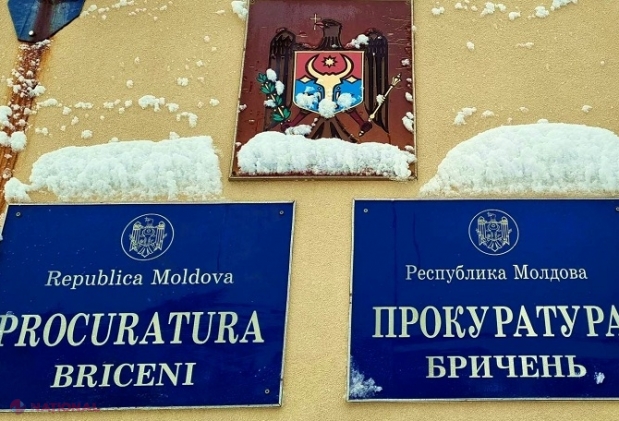 Republica Moldova
PROCURATURA
BRICENI
Республика Молдова
ПРОКУРАТУРА
БРИЧЕНЬ